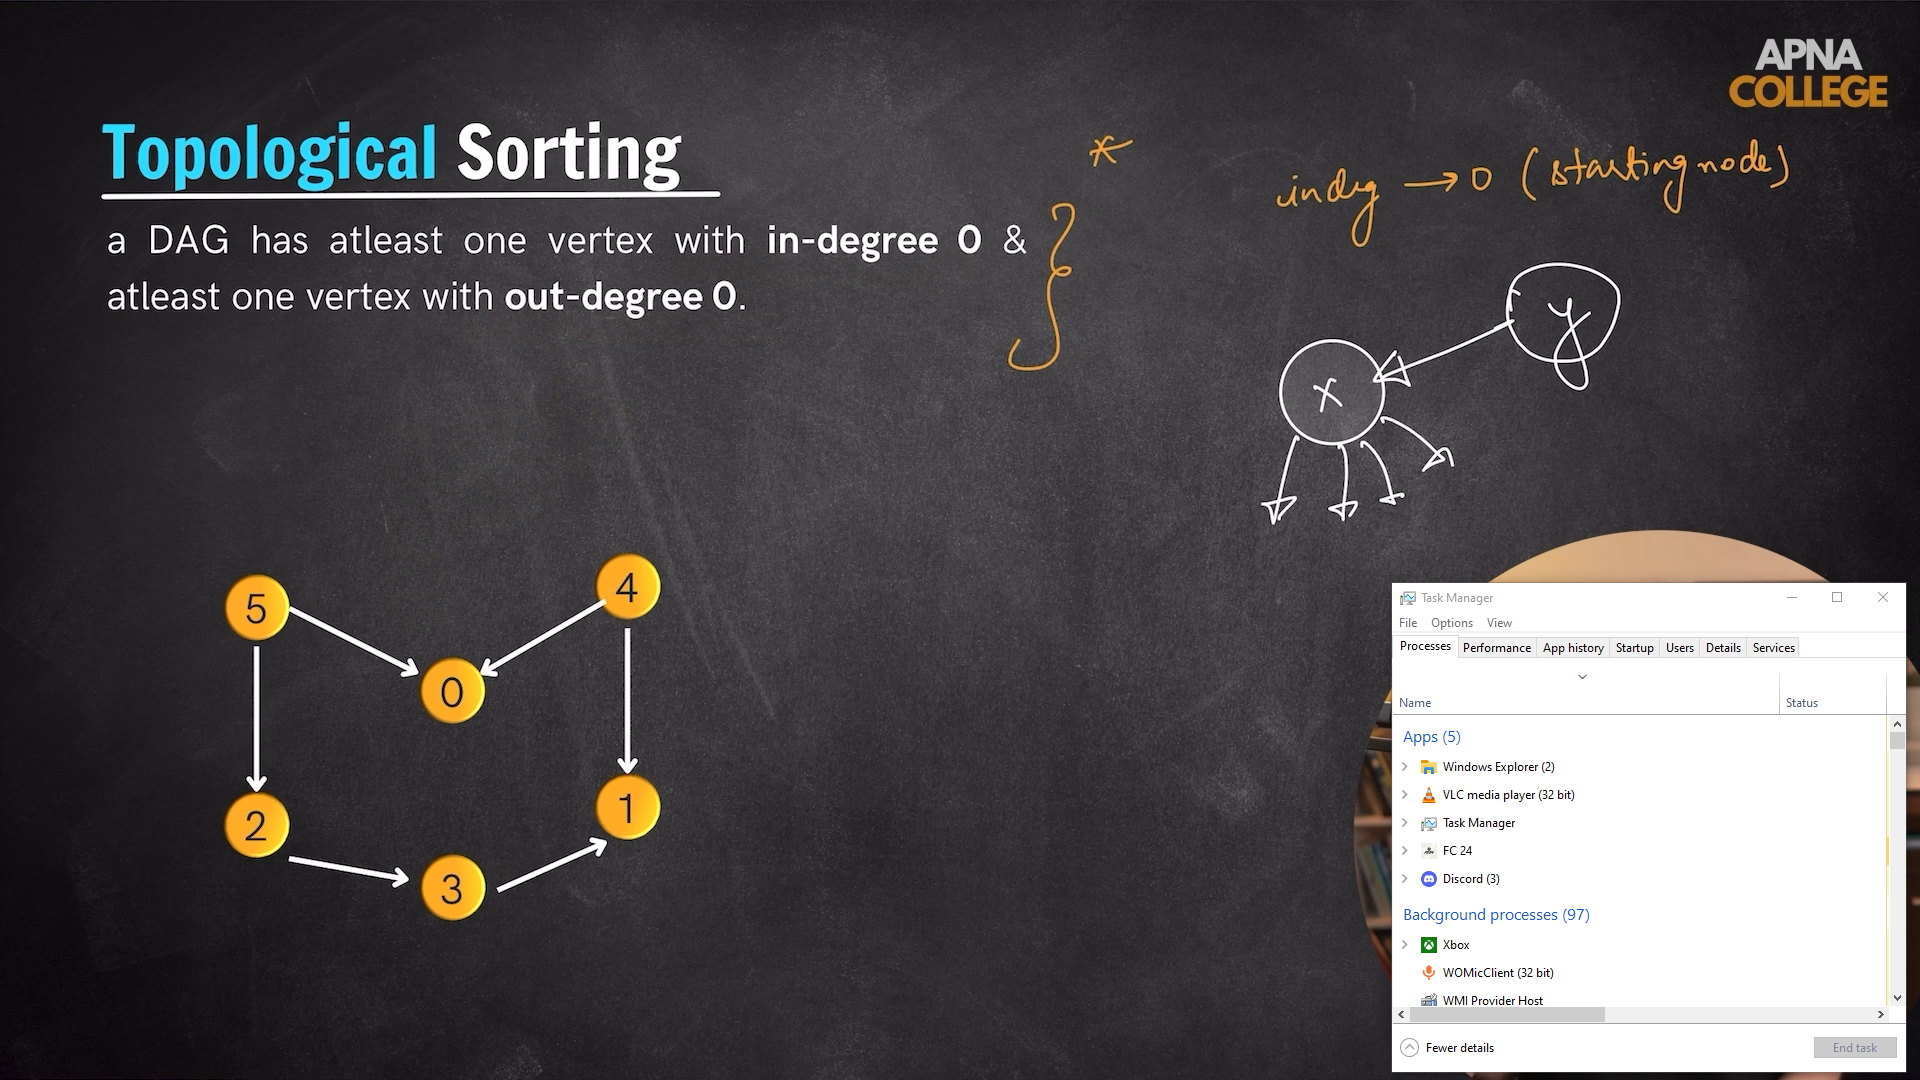 APNA
COLLEGE
Topological Sorting
a DAG has atleast one vertex with in-degree 0 &
atleast one vertex with out-degree 0.
indeg → 0 (starting node)
y
x
5
4
0
2
1
3
Task Manager
File Options View
Processes Performance App history Startup Users Details Services
Name Status
Apps (5)
Windows Explorer (2)
VLC media player (32 bit)
Task Manager
FC 24
Discord (3)
Background processes (97)
Xbox
WOMicClient (32 bit)
WMI Provider Host
Fewer details
End task